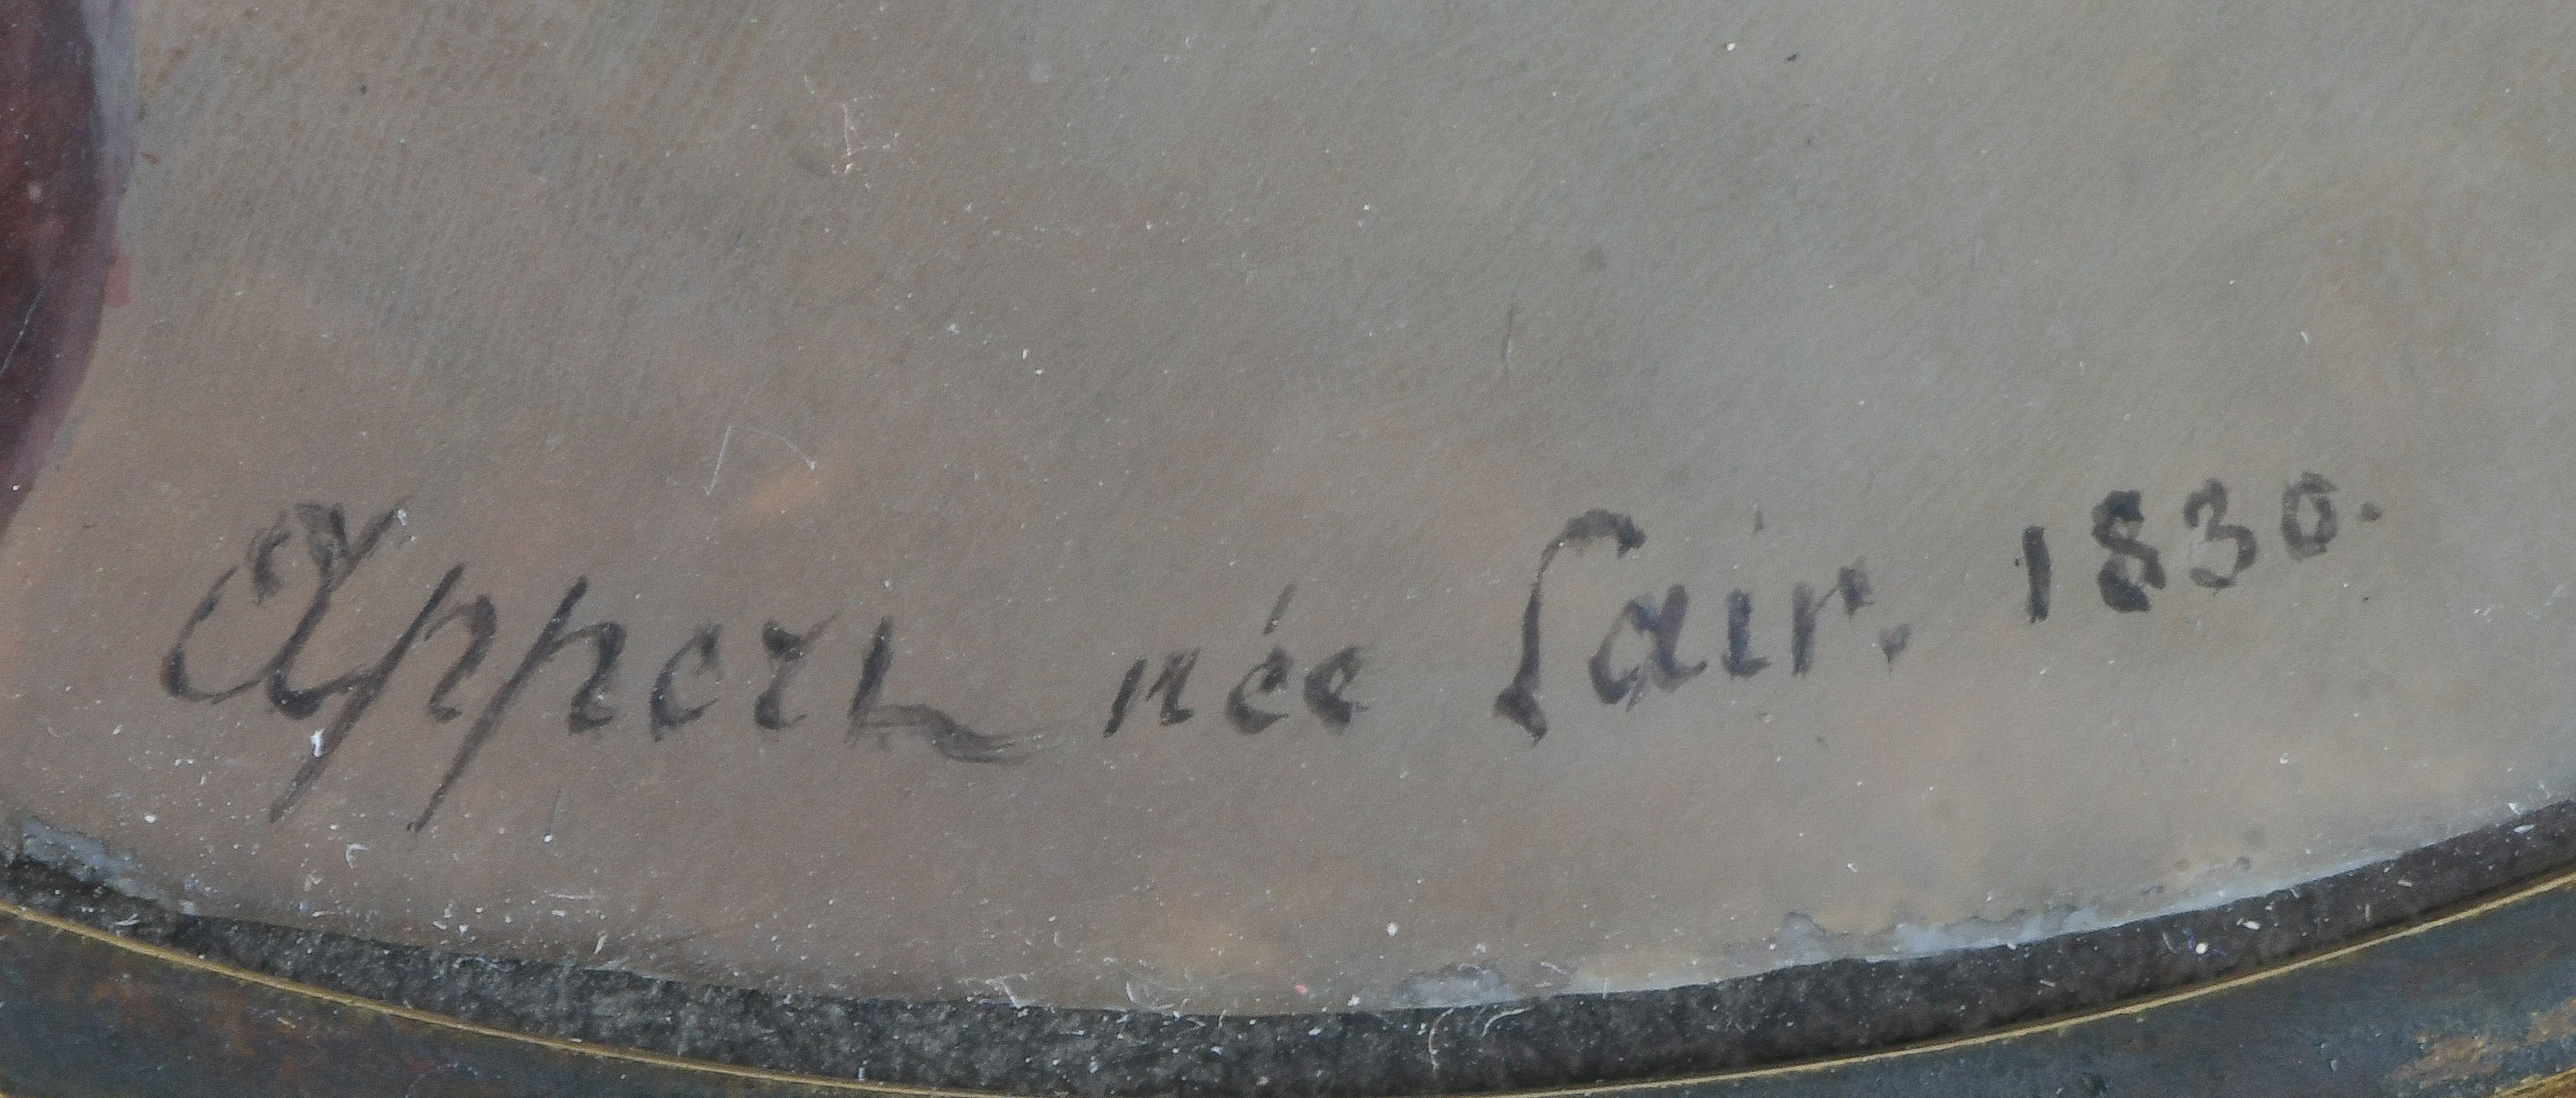 Appert née Lair. 1830.